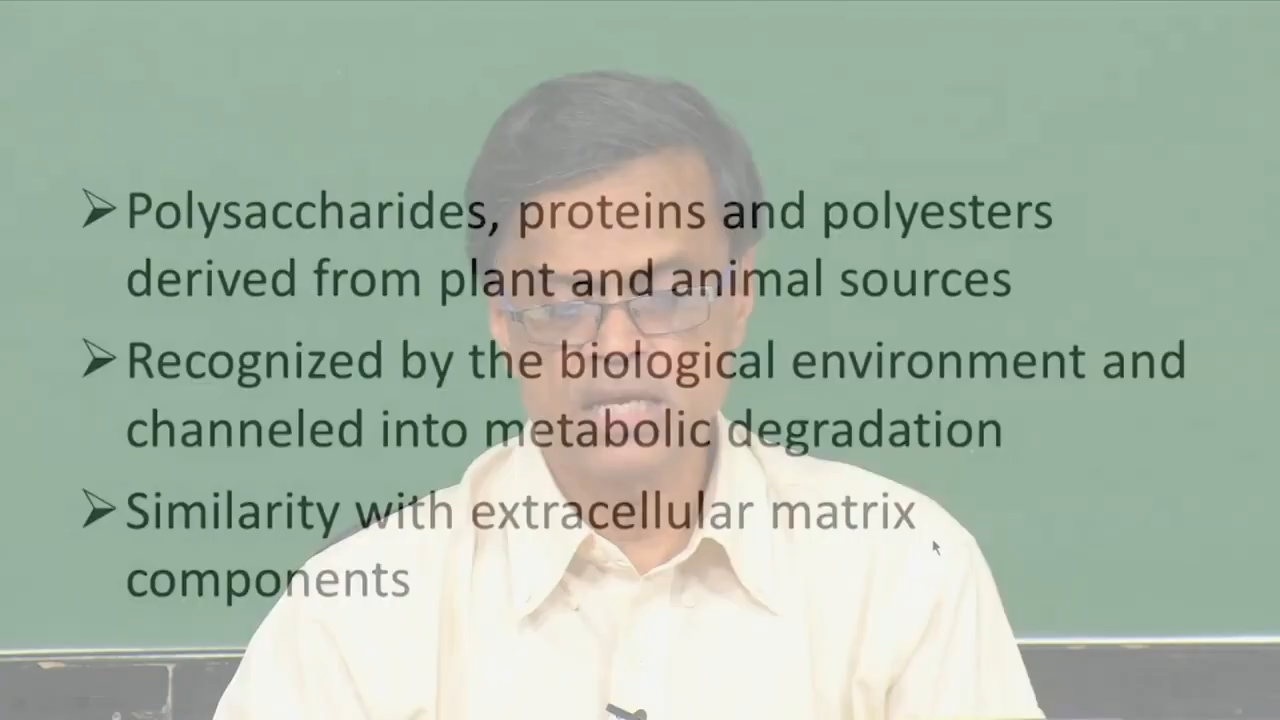 ➢ Polysaccharides, proteins and polyesters
derived from plant and animal sources
➢ Recognized by the biological environment and
channeled into metabolic degradation
➢ Similarity with extracellular matrix
components